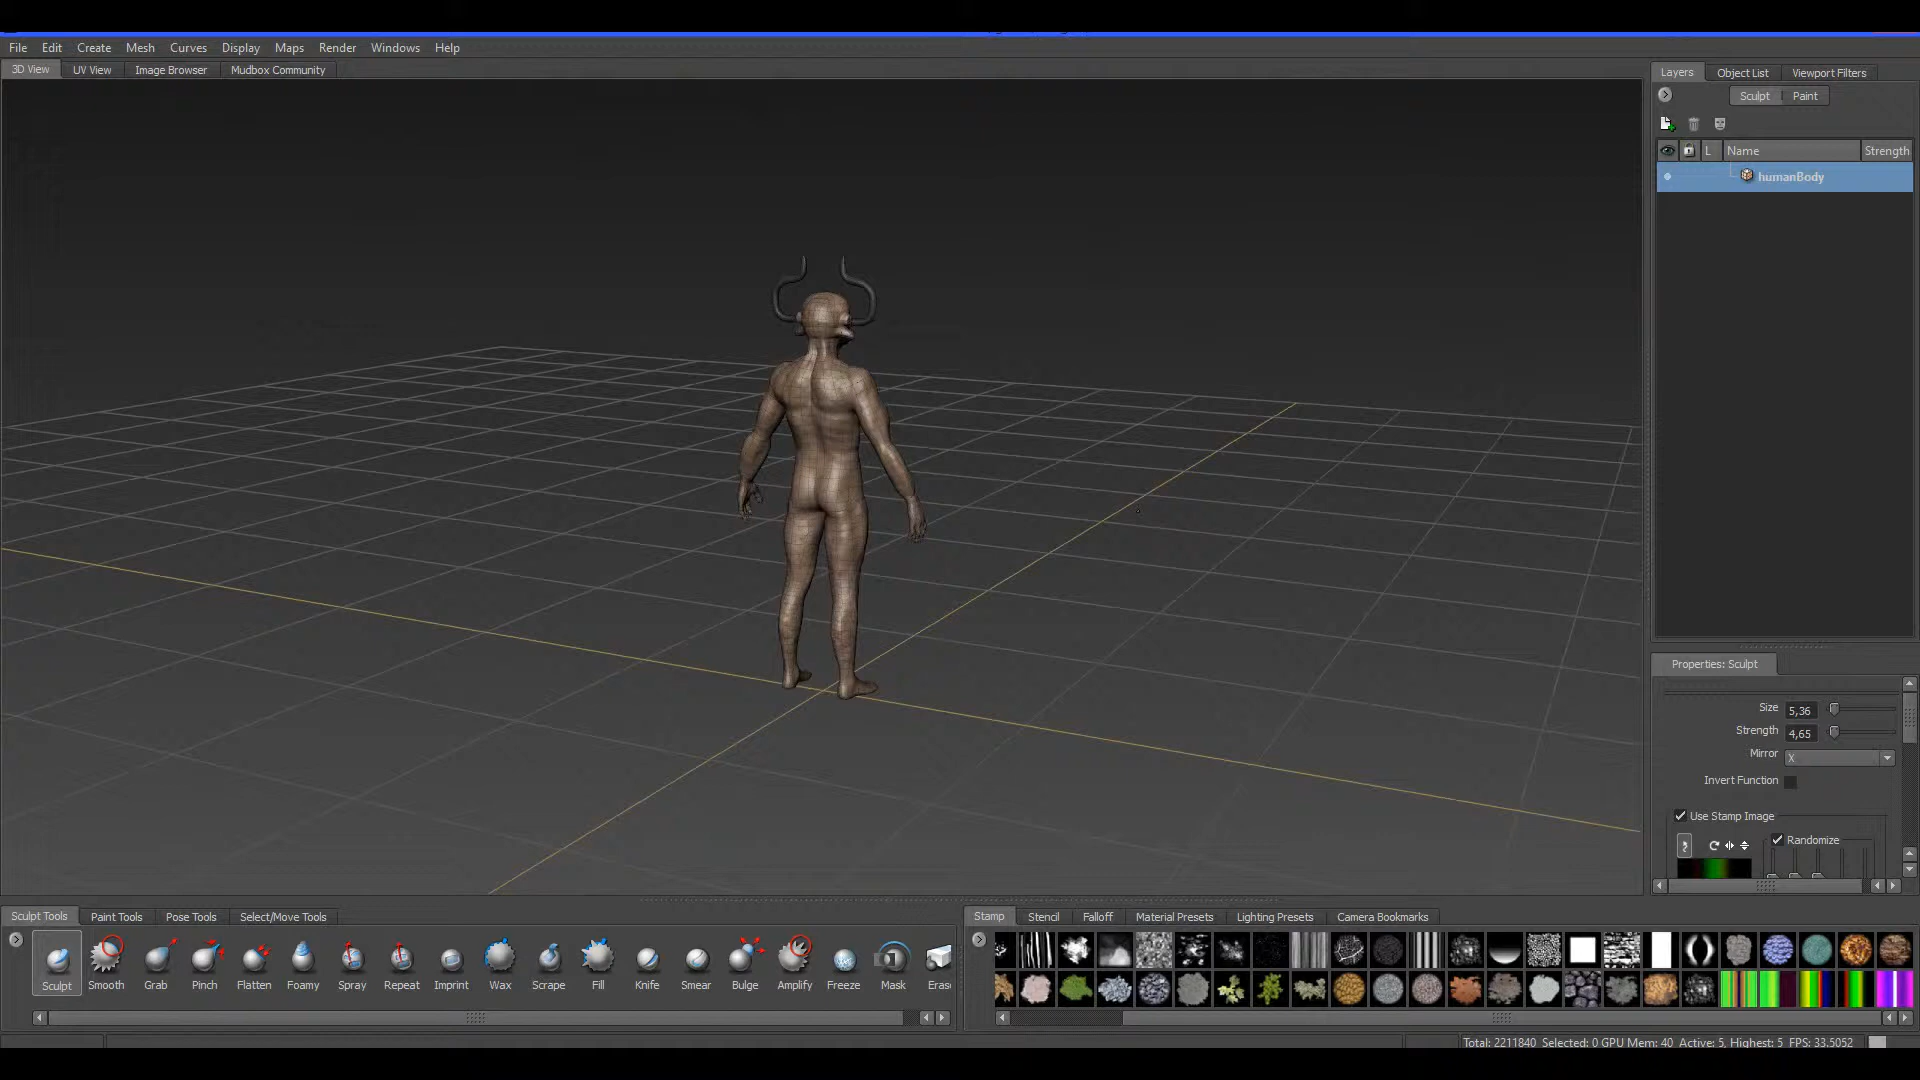 File Edit Create Mesh Curves Display Maps Render Windows Help
3D View UV View Image Browser Mudbox Community
Layers Object List Viewport Filters
Sculpt Paint
L Name Strength
humanBody
Properties: Sculpt
Size 5,36
Strength 4,65
Mirror X
Invert Function
Use Stamp Image
Randomize
Sculpt Tools Paint Tools Pose Tools Select/Move Tools
Stamp Stencil Falloff Material Presets Lighting Presets Camera Bookmarks
Sculpt Smooth Grab Pinch Flatten Foamy Spray Repeat Imprint Wax Scrape Fill Knife Smear Bulge Amplify Freeze Mask Eras
Total: 2211840 Selected: 0 GPU Mem: 40 Active: 5, Highest: 5 FPS: 33.5052